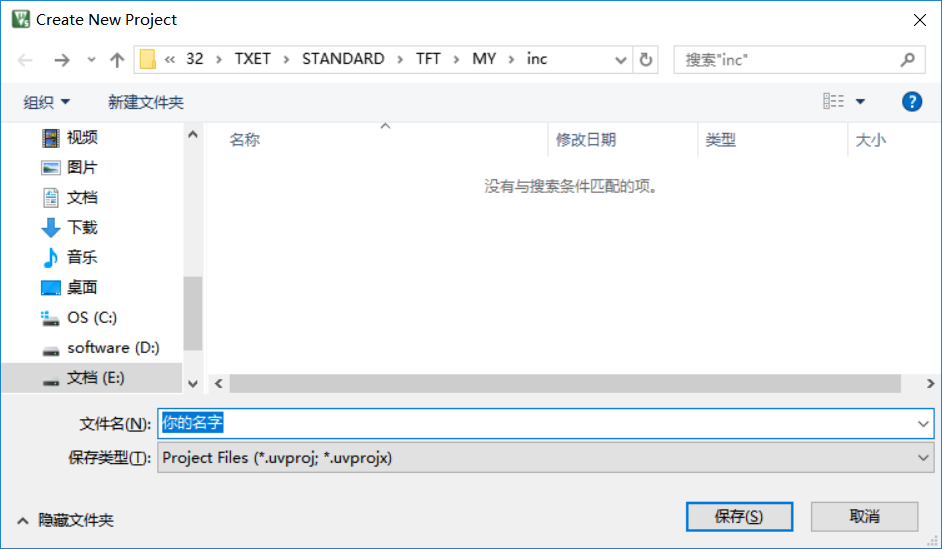 Create New Project
« 32 > TXET > STANDARD > TFT > MY > inc
搜索"inc"
组织
新建文件夹
?
视频
图片
文档
下载
音乐
桌面
OS (C:)
software (D:)
文档 (E:)
名称 修改日期 类型 大小
没有与搜索条件匹配的项。
文件名(N): 你的名字
保存类型(T): Project Files (*.uvproj; *.uvprojx)
隐藏文件夹
保存(S) 取消